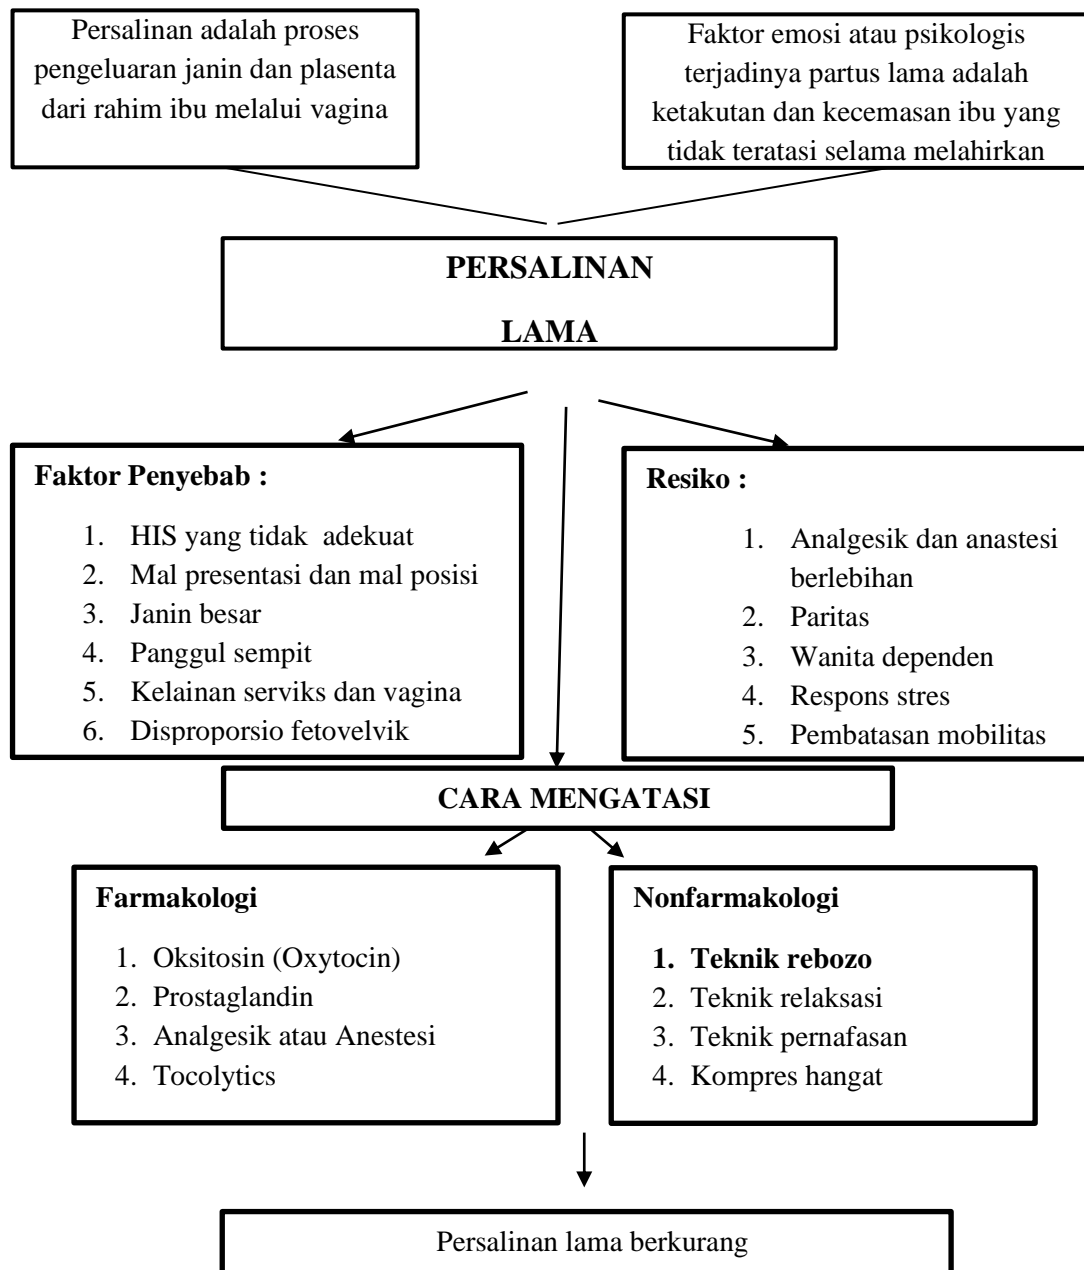 Persalinan adalah proses
pengeluaran janin dan plasenta
dari rahim ibu melalui vagina
Faktor emosi atau psikologis
terjadinya partus lama adalah
ketakutan dan kecemasan ibu yang
tidak teratasi selama melahirkan
PERSALINAN
LAMA
Faktor Penyebab :
1. HIS yang tidak adekuat
2. Mal presentasi dan mal posisi
3. Janin besar
4. Panggul sempit
5. Kelainan serviks dan vagina
6. Disproporsio fetovelvik
Resiko :
1. Analgesik dan anastesi
berlebihan
2. Paritas
3. Wanita dependen
4. Respons stres
5. Pembatasan mobilitas
CARA MENGATASI
Farmakologi
1. Oksitosin (Oxytocin)
2. Prostaglandin
3. Analgesik atau Anestesi
4. Tocolytics
Nonfarmakologi
1. Teknik rebozo
2. Teknik relaksasi
3. Teknik pernafasan
4. Kompres hangat
Persalinan lama berkurang